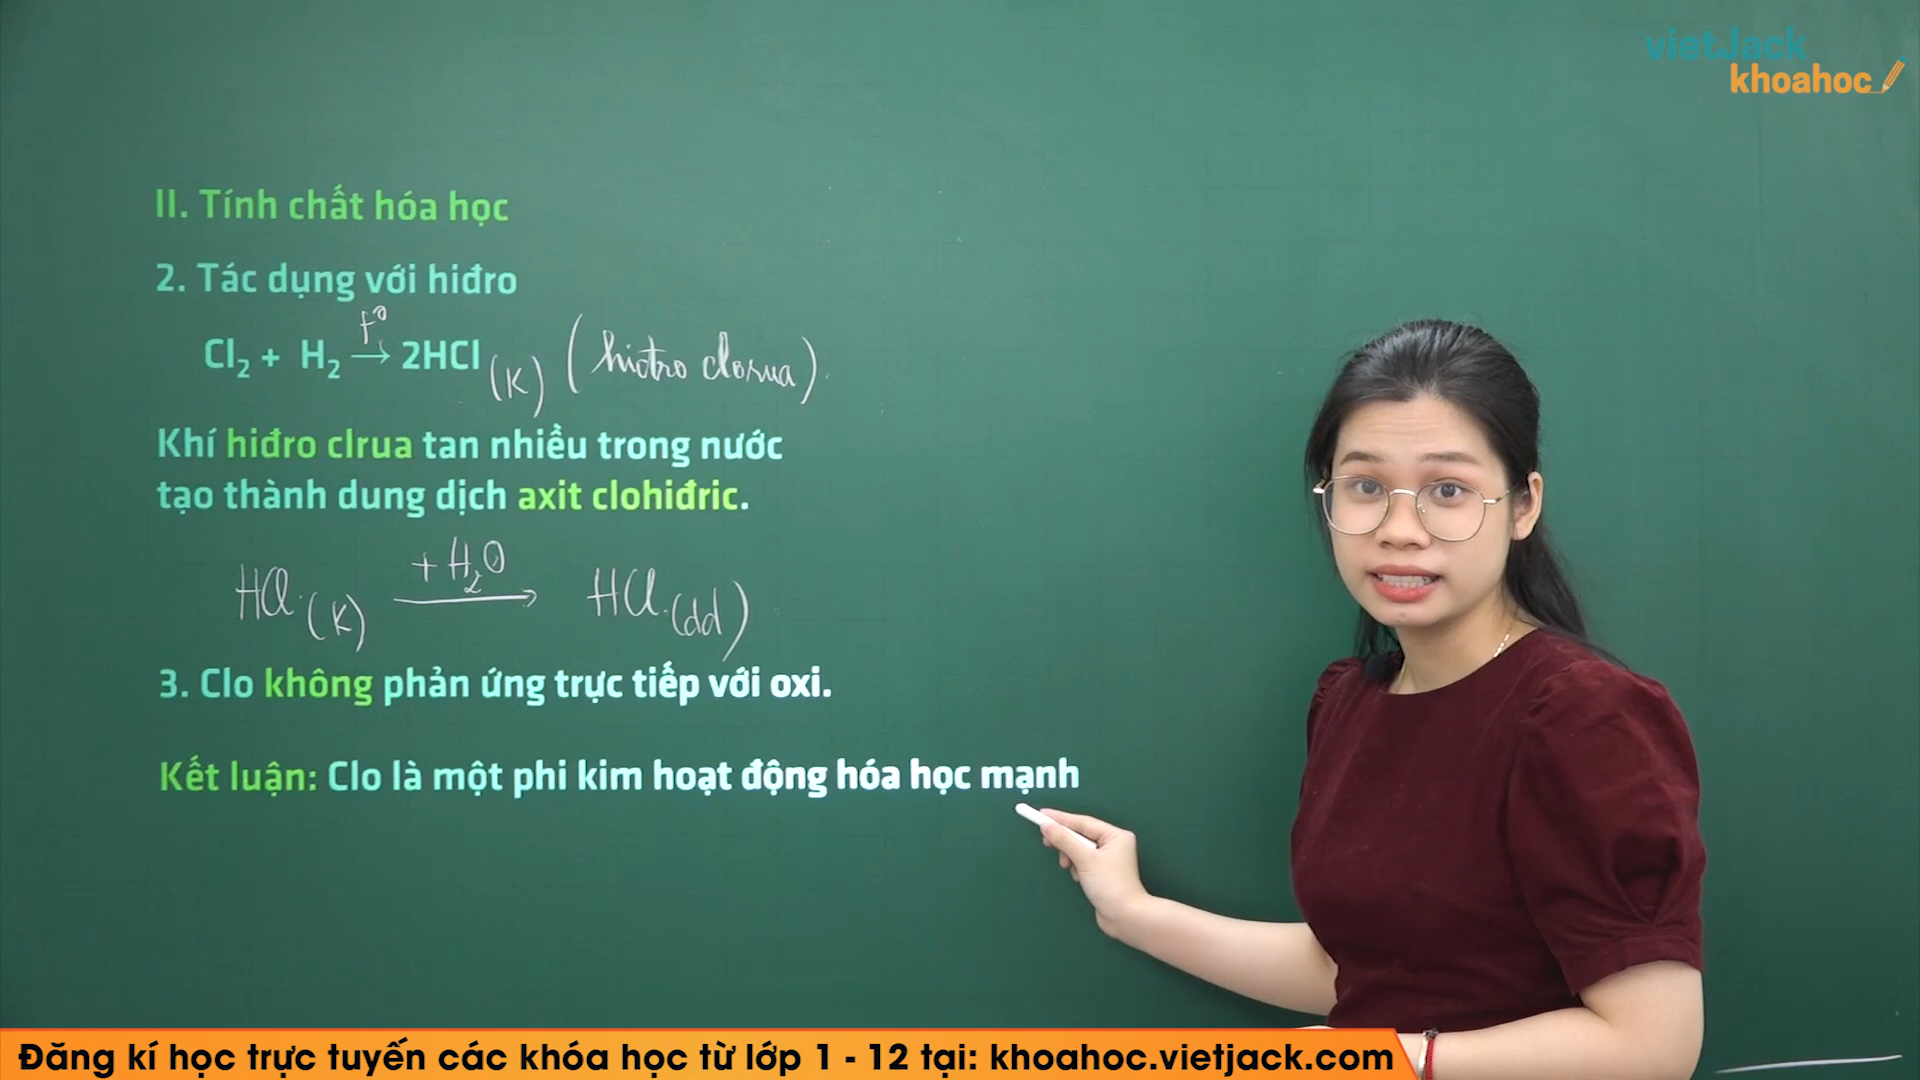 vietJack
khoahoc
II. Tính chất hóa học
2. Tác dụng với hiđro
t°
Cl₂ + H₂ → 2HCl (K) (hiđro clorua)
Khí hiđro clrua tan nhiều trong nước
tạo thành dung dịch axit clohiđric.
+ H₂O
HCl (K) → HCl (dd)
3. Clo không phản ứng trực tiếp với oxi.
Kết luận: Clo là một phi kim hoạt động hóa học mạnh
Đăng kí học trực tuyến các khóa học từ lớp 1 - 12 tại: khoahoc.vietjack.com